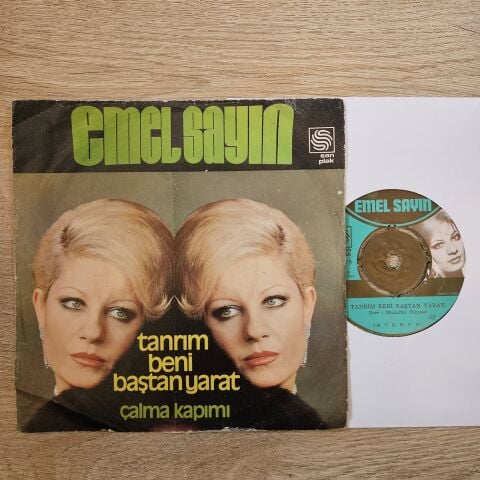 emel sayın
san
plak
tanrım
beni
baştan yarat
çalma kapımı
EMEL SAYIN
TANRIM BENİ BAŞTAN YARAT